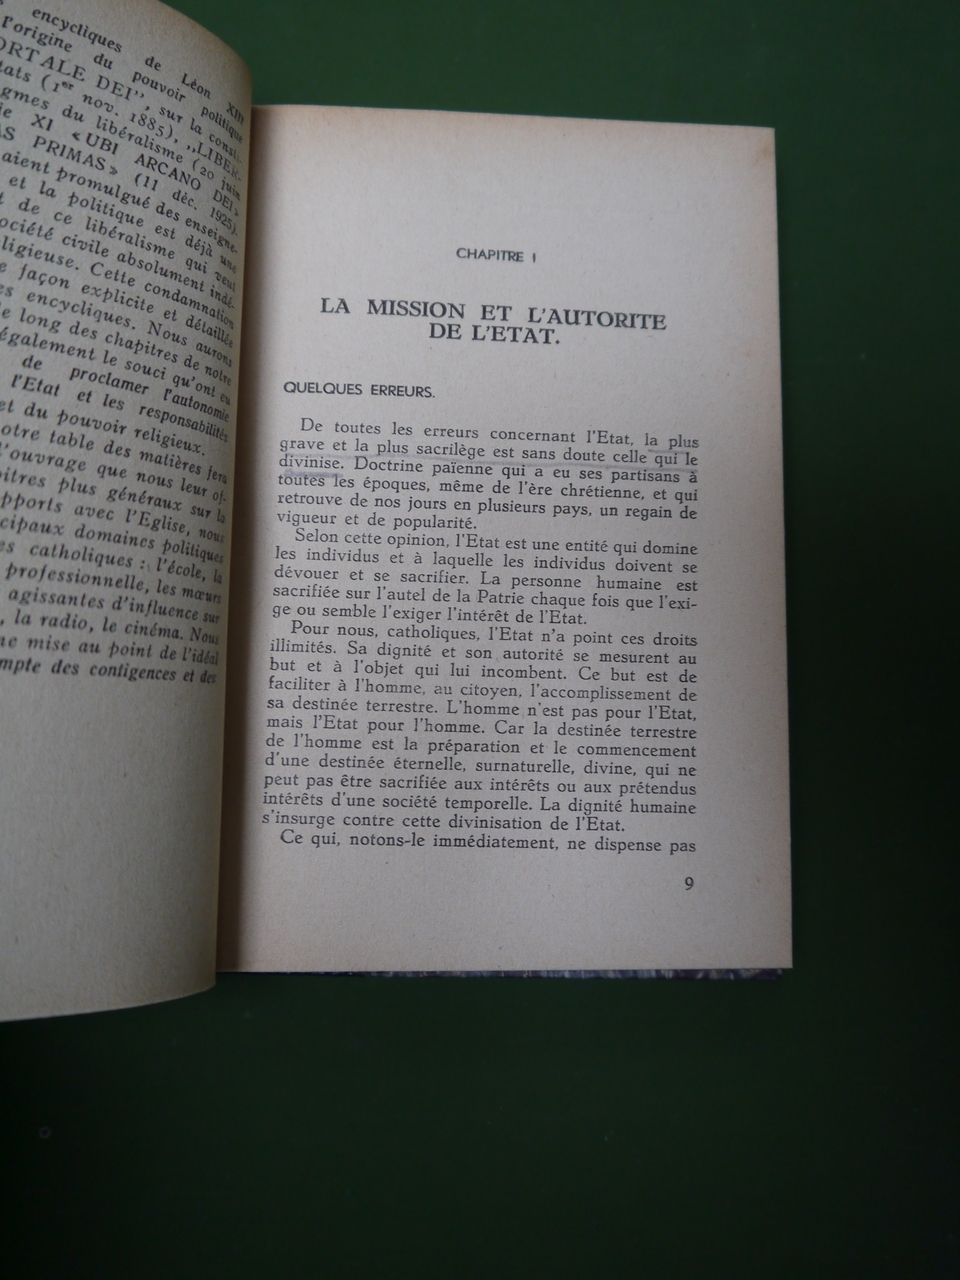 encycliques de Léon XIII
l'origine du pouvoir politique
DEI", sur la consti-
(1er nov. 1885), „LIBER-
du libéralisme (20 juin
XI « UBI ARCANO DEI»
PRIMAS» (11 déc. 1925).
promulgué des enseigne-
et la politique est déjà une
de ce libéralisme qui veut
société civile absolument indé-
Cette condamnation
façon explicite et détaillée
encycliques. Nous aurons
long des chapitres de notre
également le souci qu'ont eu
de proclamer l'autonomie
l'Etat et les responsabilités
et du pouvoir religieux.
table des matières fera
l'ouvrage que nous leur of-
plus généraux sur la
avec l'Eglise, nous
domaines politiques
catholiques : l'école, la
professionnelle, les mœurs
agissantes d'influence sur
, la radio, le cinéma. Nous
mise au point de l'idéal
des contigences et des
CHAPITRE I
LA MISSION ET L'AUTORITE
DE L'ETAT.
QUELQUES ERREURS.
De toutes les erreurs concernant l'Etat, la plus
grave et la plus sacrilège est sans doute celle qui le
divinise. Doctrine païenne qui a eu ses partisans à
toutes les époques, même de l'ère chrétienne, et qui
retrouve de nos jours en plusieurs pays, un regain de
vigueur et de popularité.
Selon cette opinion, l'Etat est une entité qui domine
les individus et à laquelle les individus doivent se
dévouer et se sacrifier. La personne humaine est
sacrifiée sur l'autel de la Patrie chaque fois que l'exi-
ge ou semble l'exiger l'intérêt de l'Etat.
Pour nous, catholiques, l'Etat n'a point ces droits
illimités. Sa dignité et son autorité se mesurent au
but et à l'objet qui lui incombent. Ce but est de
faciliter à l'homme, au citoyen, l'accomplissement de
sa destinée terrestre. L'homme n'est pas pour l'Etat,
mais l'Etat pour l'homme. Car la destinée terrestre
de l'homme est la préparation et le commencement
d'une destinée éternelle, surnaturelle, divine, qui ne
peut pas être sacrifiée aux intérêts ou aux prétendus
intérêts d'une société temporelle. La dignité humaine
s'insurge contre cette divinisation de l'Etat.
Ce qui, notons-le immédiatement, ne dispense pas
9